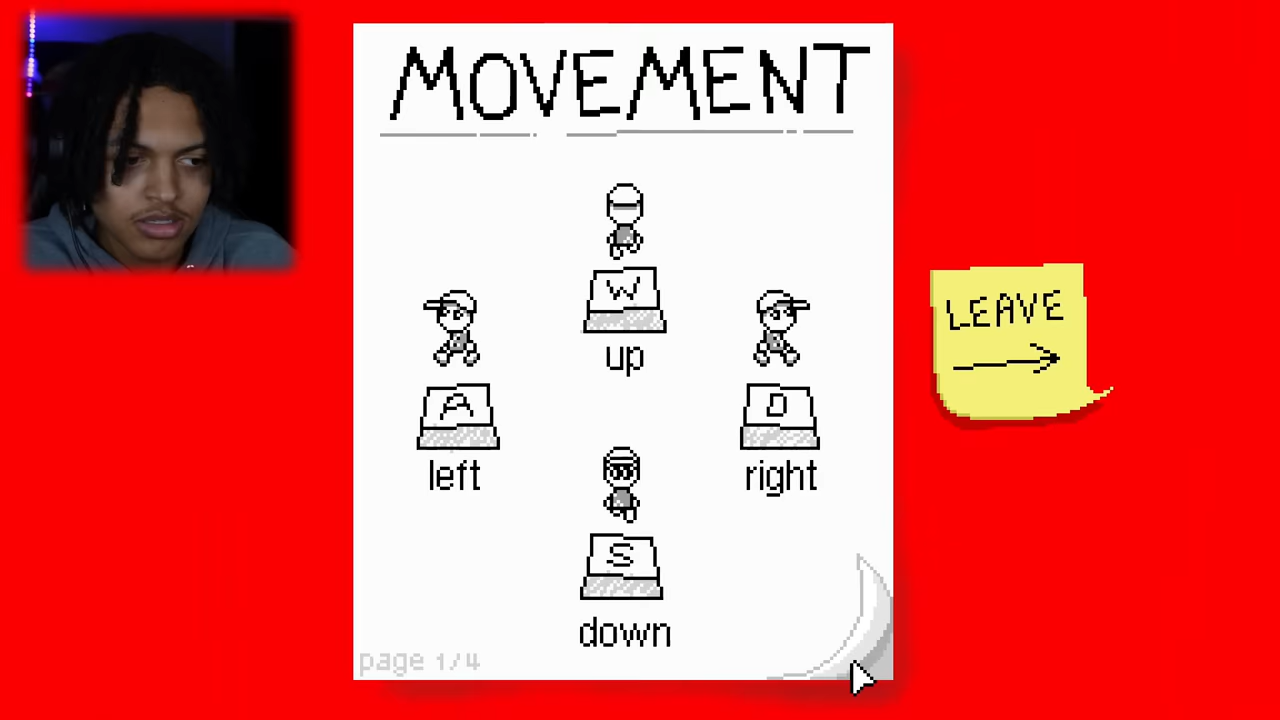 MOVEMENT
W
up
LEAVE
A
left
D
right
S
down
page 1/4